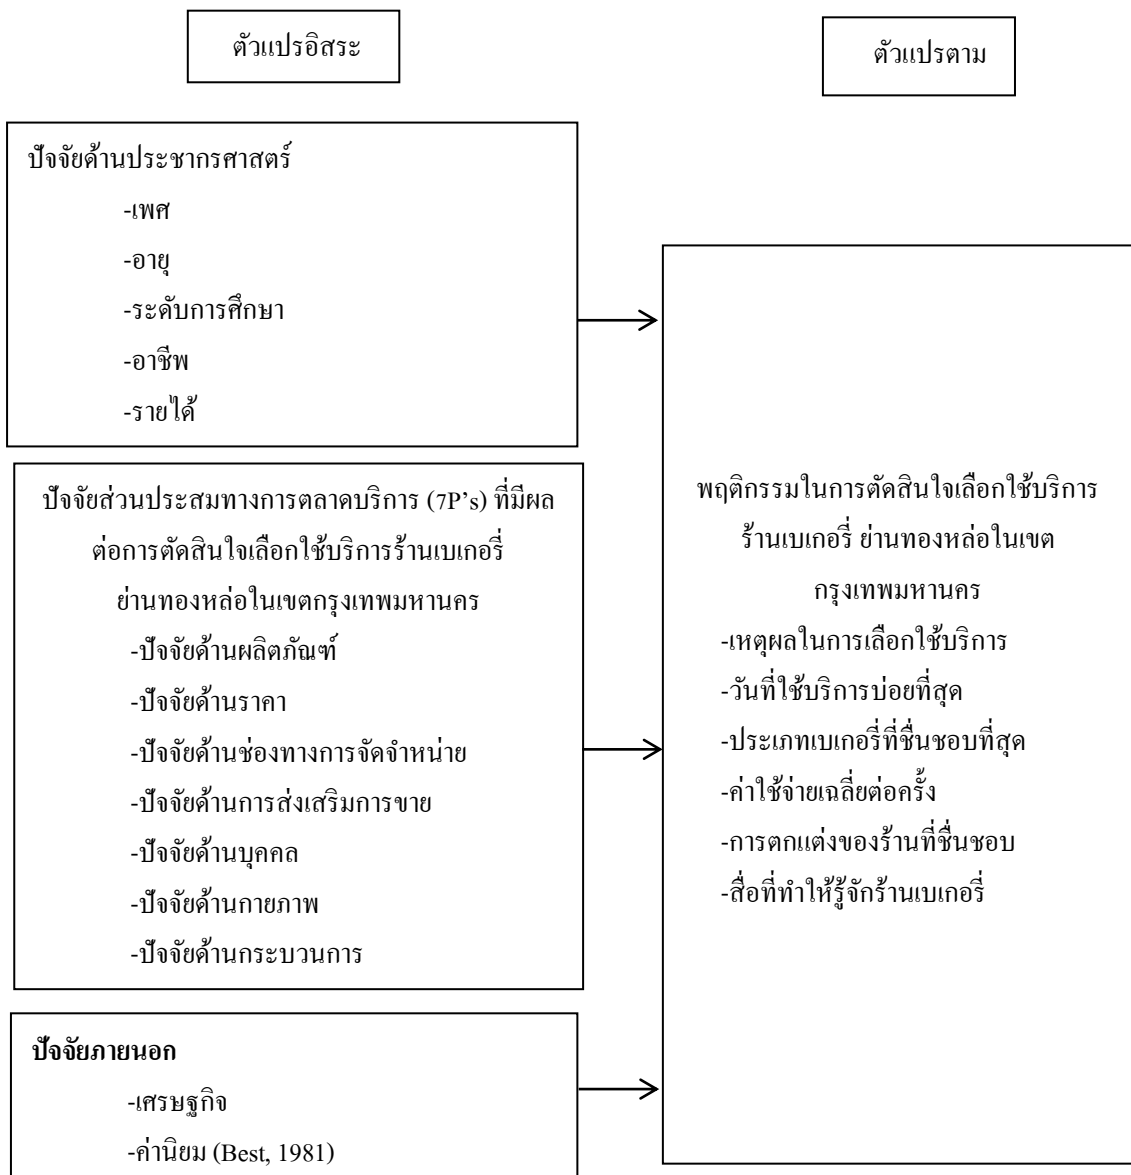 ตัวแปรอิสระ
ตัวแปรตาม
ปัจจัยด้านประชากรศาสตร์
-เพศ
-อายุ
-ระดับการศึกษา
-อาชีพ
-รายได้
ปัจจัยส่วนประสมทางการตลาดบริการ (7P's) ที่มีผล
ต่อการตัดสินใจเลือกใช้บริการร้านเบเกอรี่
ย่านทองหล่อในเขตกรุงเทพมหานคร
-ปัจจัยด้านผลิตภัณฑ์
-ปัจจัยด้านราคา
-ปัจจัยด้านช่องทางการจัดจำหน่าย
-ปัจจัยด้านการส่งเสริมการขาย
-ปัจจัยด้านบุคคล
-ปัจจัยด้านกายภาพ
-ปัจจัยด้านกระบวนการ
ปัจจัยภายนอก
-เศรษฐกิจ
-ค่านิยม (Best, 1981)
พฤติกรรมในการตัดสินใจเลือกใช้บริการ
ร้านเบเกอรี่ ย่านทองหล่อในเขต
กรุงเทพมหานคร
-เหตุผลในการเลือกใช้บริการ
-วันที่ใช้บริการบ่อยที่สุด
-ประเภทเบเกอรี่ที่ชื่นชอบที่สุด
-ค่าใช้จ่ายเฉลี่ยต่อครั้ง
-การตกแต่งของร้านที่ชื่นชอบ
-สื่อที่ทำให้รู้จักร้านเบเกอรี่